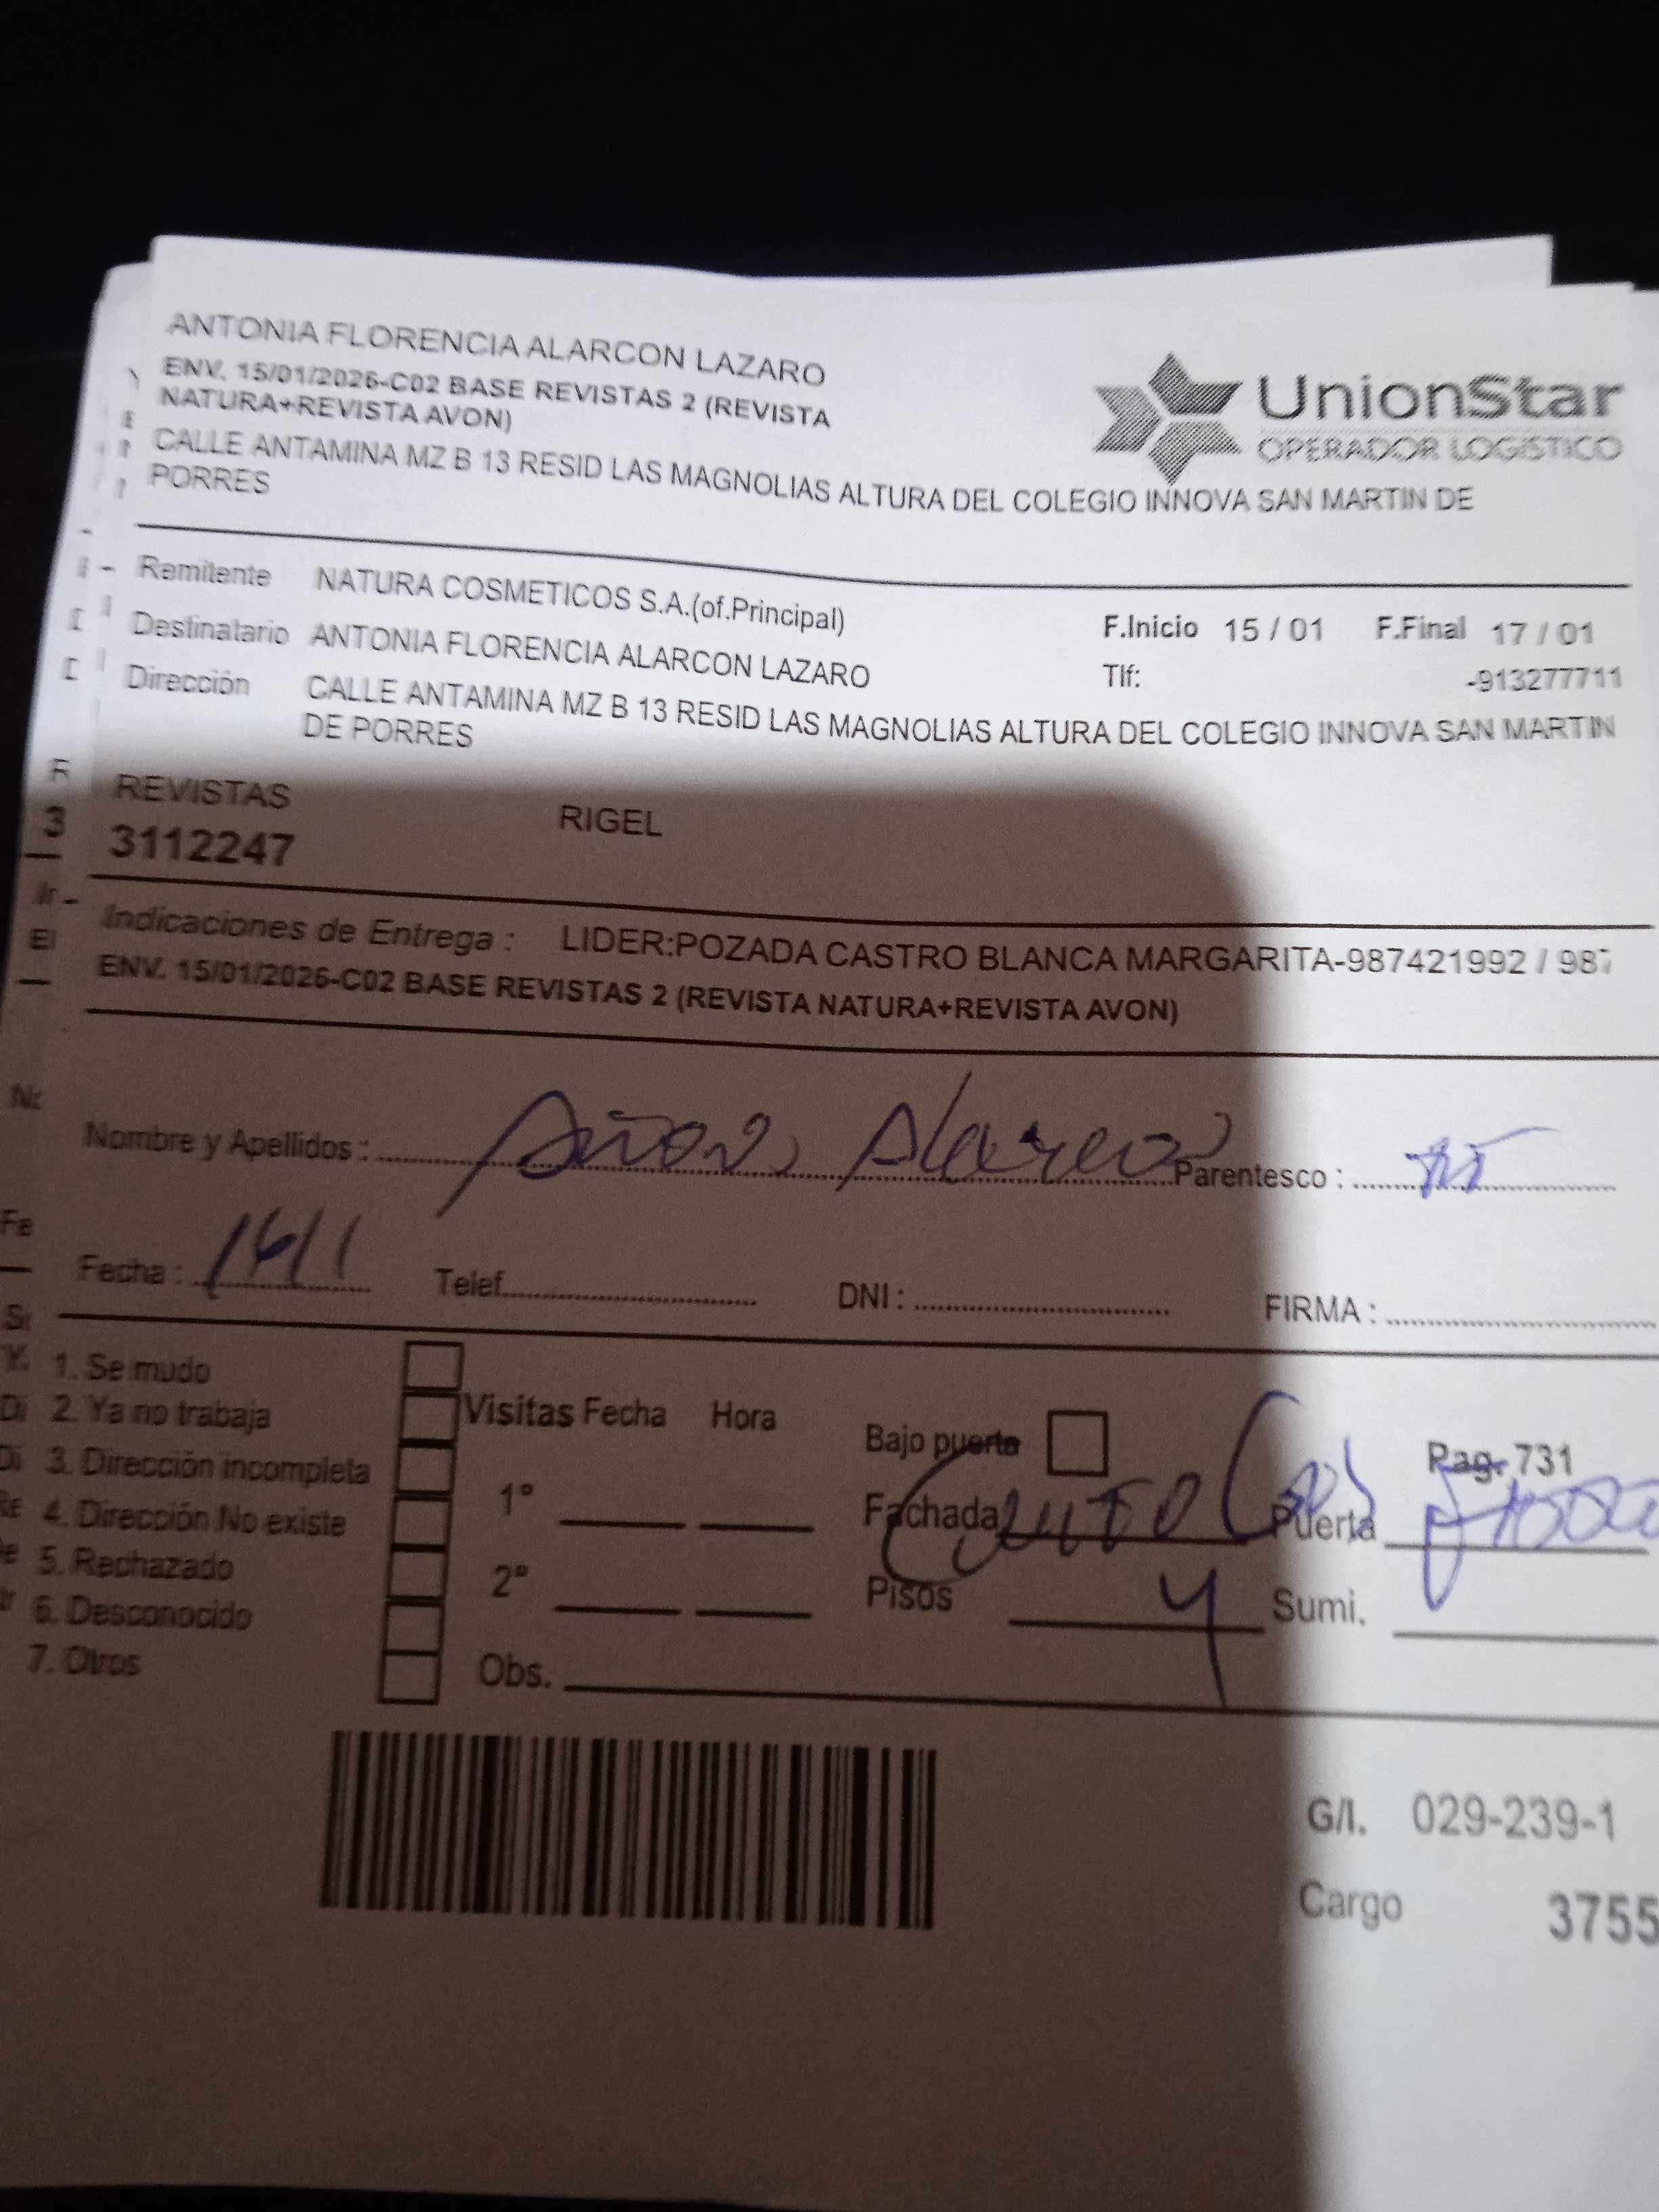 ANTONIA FLORENCIA ALARCON LAZARO
ENV. 15/01/2026-C02 BASE REVISTAS 2 (REVISTA
NATURA+REVISTA AVON)
UnionStar
OPERADOR LOGISTICO
CALLE ANTAMINA MZ B 13 RESID LAS MAGNOLIAS ALTURA DEL COLEGIO INNOVA SAN MARTIN DE
PORRES
Remitente NATURA COSMETICOS S.A.(of.Principal) F.Inicio 15 / 01 F.Final 17 / 01
Destinatario ANTONIA FLORENCIA ALARCON LAZARO Tlf: -913277711
Dirección CALLE ANTAMINA MZ B 13 RESID LAS MAGNOLIAS ALTURA DEL COLEGIO INNOVA SAN MARTIN
DE PORRES
REVISTAS RIGEL
3112247
Indicaciones de Entrega : LIDER:POZADA CASTRO BLANCA MARGARITA-987421992 / 987
ENV. 15/01/2026-C02 BASE REVISTAS 2 (REVISTA NATURA+REVISTA AVON)
Nombre y Apellidos : Alarcon Parentesco :
Fecha : 16/1 Telef. DNI : FIRMA :
1. Se mudo
2. Ya no trabaja Visitas Fecha Hora Bajo puerta Pag. 731
3. Dirección incompleta
4. Dirección No existe 1° Fachada Puerta
5. Rechazado
6. Desconocido 2° Pisos 4 Sumi.
7. Otros Obs.
G/I. 029-239-1
Cargo 3755